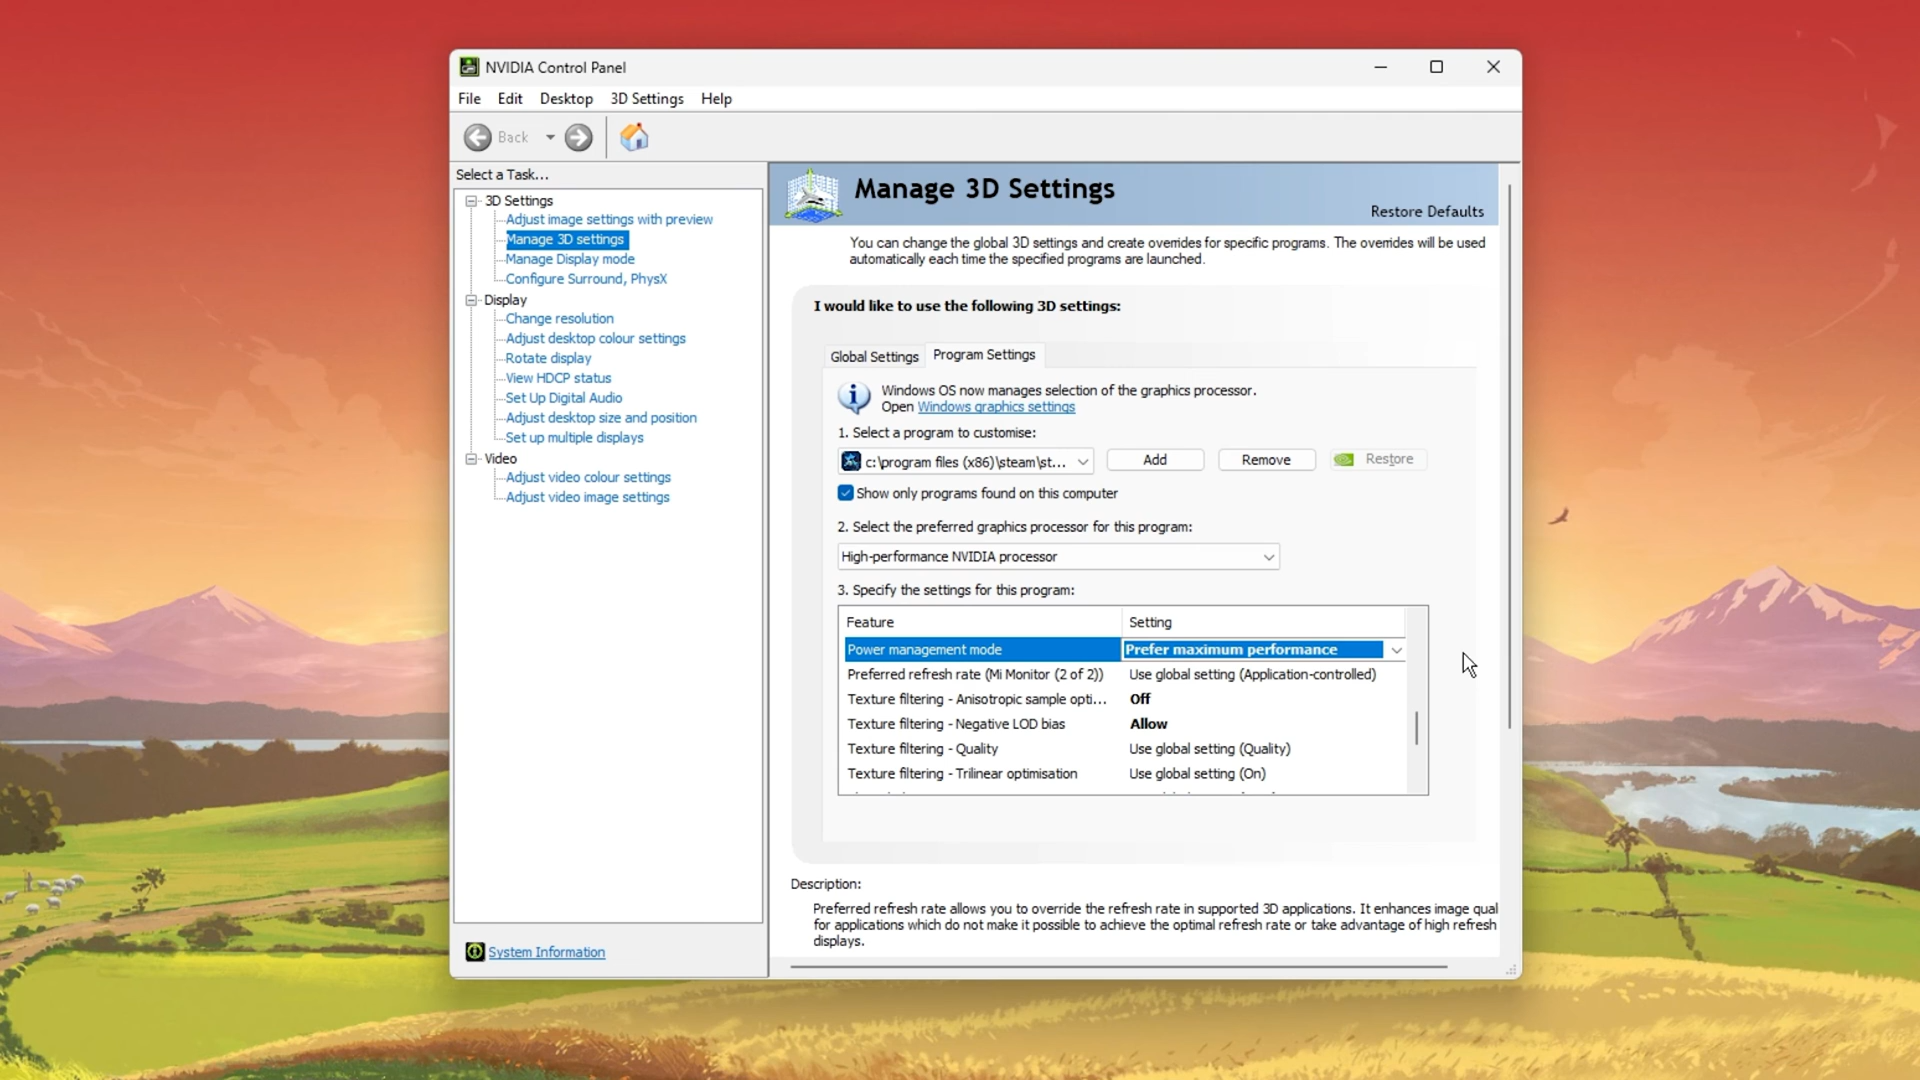 NVIDIA Control Panel
File Edit Desktop 3D Settings Help
Back
Select a Task...
3D Settings
Adjust image settings with preview
Manage 3D settings
Manage Display mode
Configure Surround, PhysX
Display
Change resolution
Adjust desktop colour settings
Rotate display
View HDCP status
Set Up Digital Audio
Adjust desktop size and position
Set up multiple displays
Video
Adjust video colour settings
Adjust video image settings
System Information
Manage 3D Settings
Restore Defaults
You can change the global 3D settings and create overrides for specific programs. The overrides will be used
automatically each time the specified programs are launched.
I would like to use the following 3D settings:
Global Settings Program Settings
Windows OS now manages selection of the graphics processor.
Open Windows graphics settings
1. Select a program to customise:
c:\program files (x86)\steam\st... Add Remove Restore
Show only programs found on this computer
2. Select the preferred graphics processor for this program:
High-performance NVIDIA processor
3. Specify the settings for this program:
Feature Setting
Power management mode Prefer maximum performance
Preferred refresh rate (Mi Monitor (2 of 2)) Use global setting (Application-controlled)
Texture filtering - Anisotropic sample opti... Off
Texture filtering - Negative LOD bias Allow
Texture filtering - Quality Use global setting (Quality)
Texture filtering - Trilinear optimisation Use global setting (On)
Description:
Preferred refresh rate allows you to override the refresh rate in supported 3D applications. It enhances image qual
for applications which do not make it possible to achieve the optimal refresh rate or take advantage of high refresh
displays.